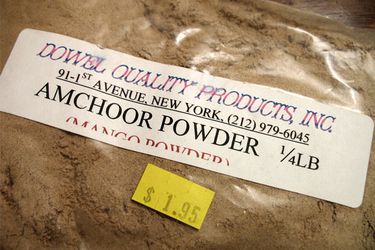 DOWEL QUALITY PRODUCTS, INC.
91-1ST AVENUE, NEW YORK. (212) 979-6045
AMCHOOR POWDER 1/4LB
(MANGO POWDER)
$ 1.95